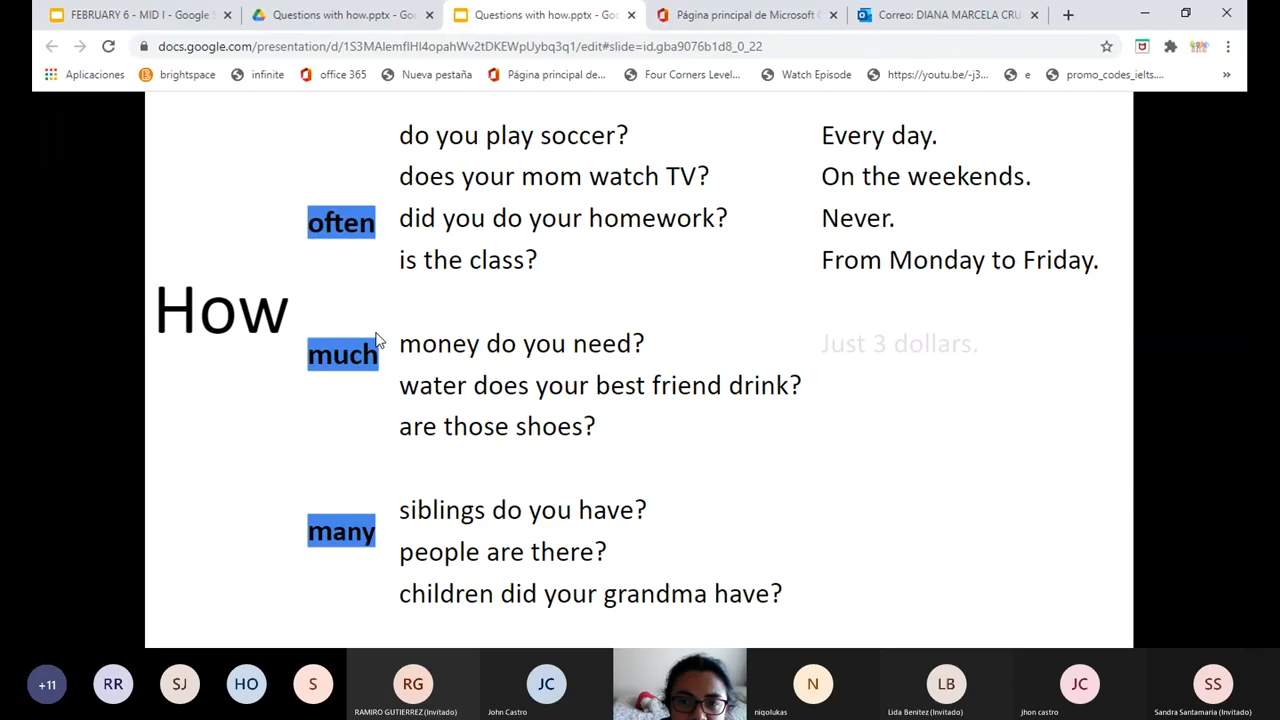 FEBRUARY 6 - MID I - Google S
Questions with how.pptx - Go
Questions with how.pptx - Go
Página principal de Microsoft O
Correo: DIANA MARCELA CRU
docs.google.com/presentation/d/1S3MAlemflHI4opahWv2tDKEWpUybq3q1/edit#slide=id.gba9076b1d8_0_22
Aplicaciones
brightspace
infinite
office 365
Nueva pestaña
Página principal de...
Four Corners Level...
Watch Episode
https://youtu.be/-j3...
e
promo_codes_ielts....
»
How
often
do you play soccer? Every day.
does your mom watch TV? On the weekends.
did you do your homework? Never.
is the class? From Monday to Friday.
much
money do you need? Just 3 dollars.
water does your best friend drink?
are those shoes?
many
siblings do you have?
people are there?
children did your grandma have?
+11
RR
SJ
HO
S
RG
RAMIRO GUTIERREZ (Invitado)
JC
John Castro
N
niqolukas
LB
Lida Benitez (Invitado)
JC
jhon castro
SS
Sandra Santamaria (Invitado)